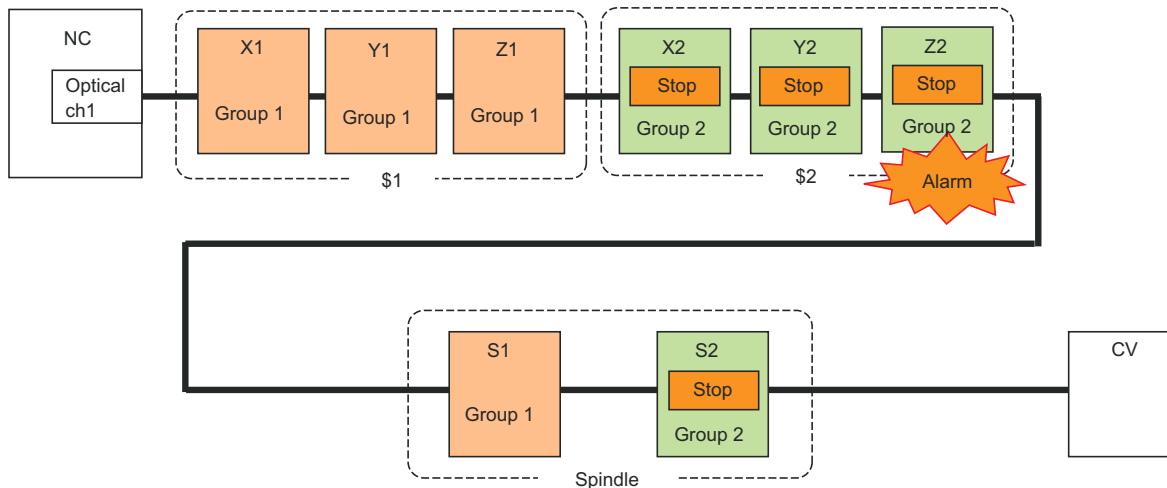 NC
Optical
ch1
X1
Group 1
Y1
Group 1
Z1
Group 1
$1
X2
Stop
Group 2
Y2
Stop
Group 2
Z2
Stop
Group 2
$2
Alarm
S1
Group 1
S2
Stop
Group 2
Spindle
CV